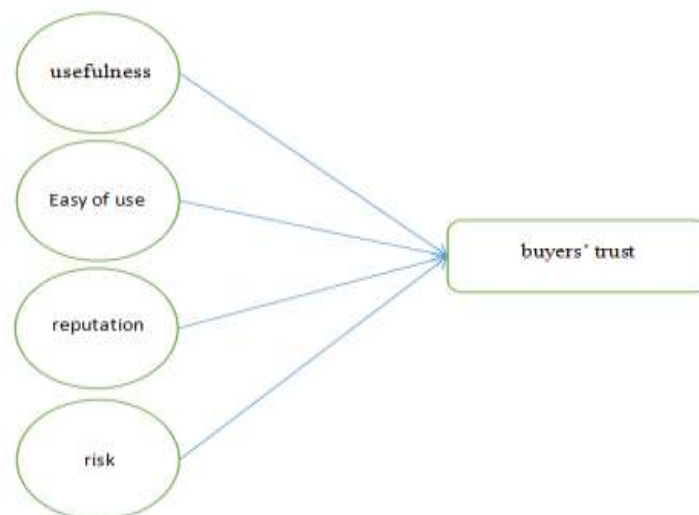 usefulness
Easy of use
buyers' trust
reputation
risk